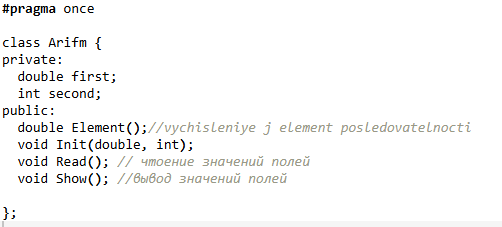 #pragma once
class Arifm {
private:
double first;
int second;
public:
double Element();//vychisleniye j element posledovatelnosti
void Init(double, int);
void Read(); // чтоение значений полей
void Show(); //вывод значений полей
};